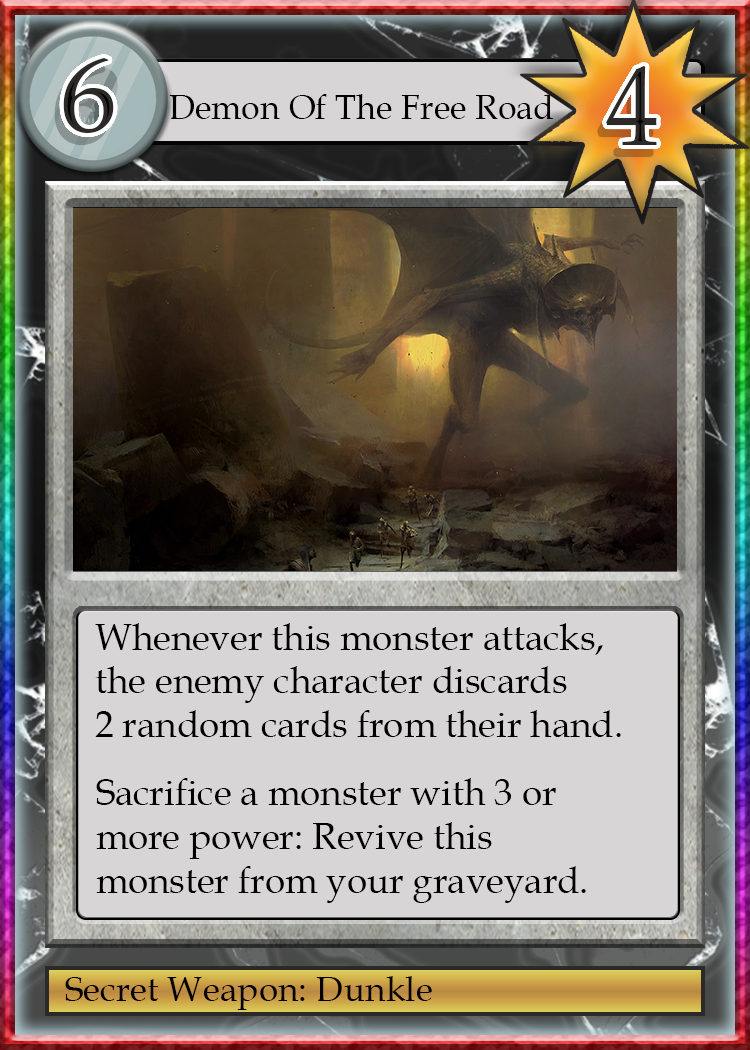 6
Demon Of The Free Road
4
Whenever this monster attacks,
the enemy character discards
2 random cards from their hand.
Sacrifice a monster with 3 or
more power: Revive this
monster from your graveyard.
Secret Weapon: Dunkle